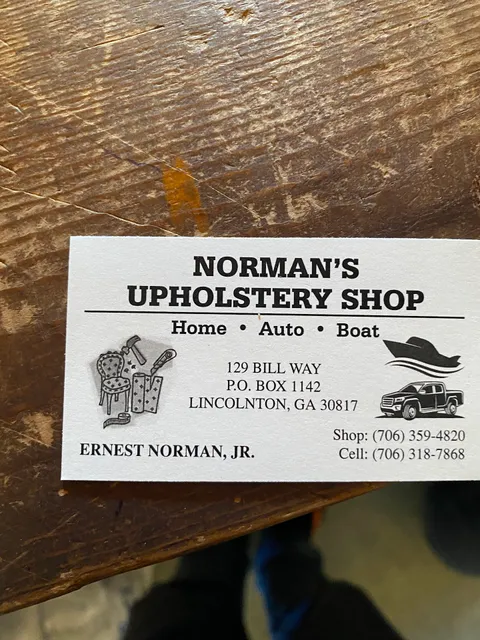 NORMAN'S
UPHOLSTERY SHOP
Home • Auto • Boat
129 BILL WAY
P.O. BOX 1142
LINCOLNTON, GA 30817
Shop: (706) 359-4820
ERNEST NORMAN, JR.
Cell: (706) 318-7868